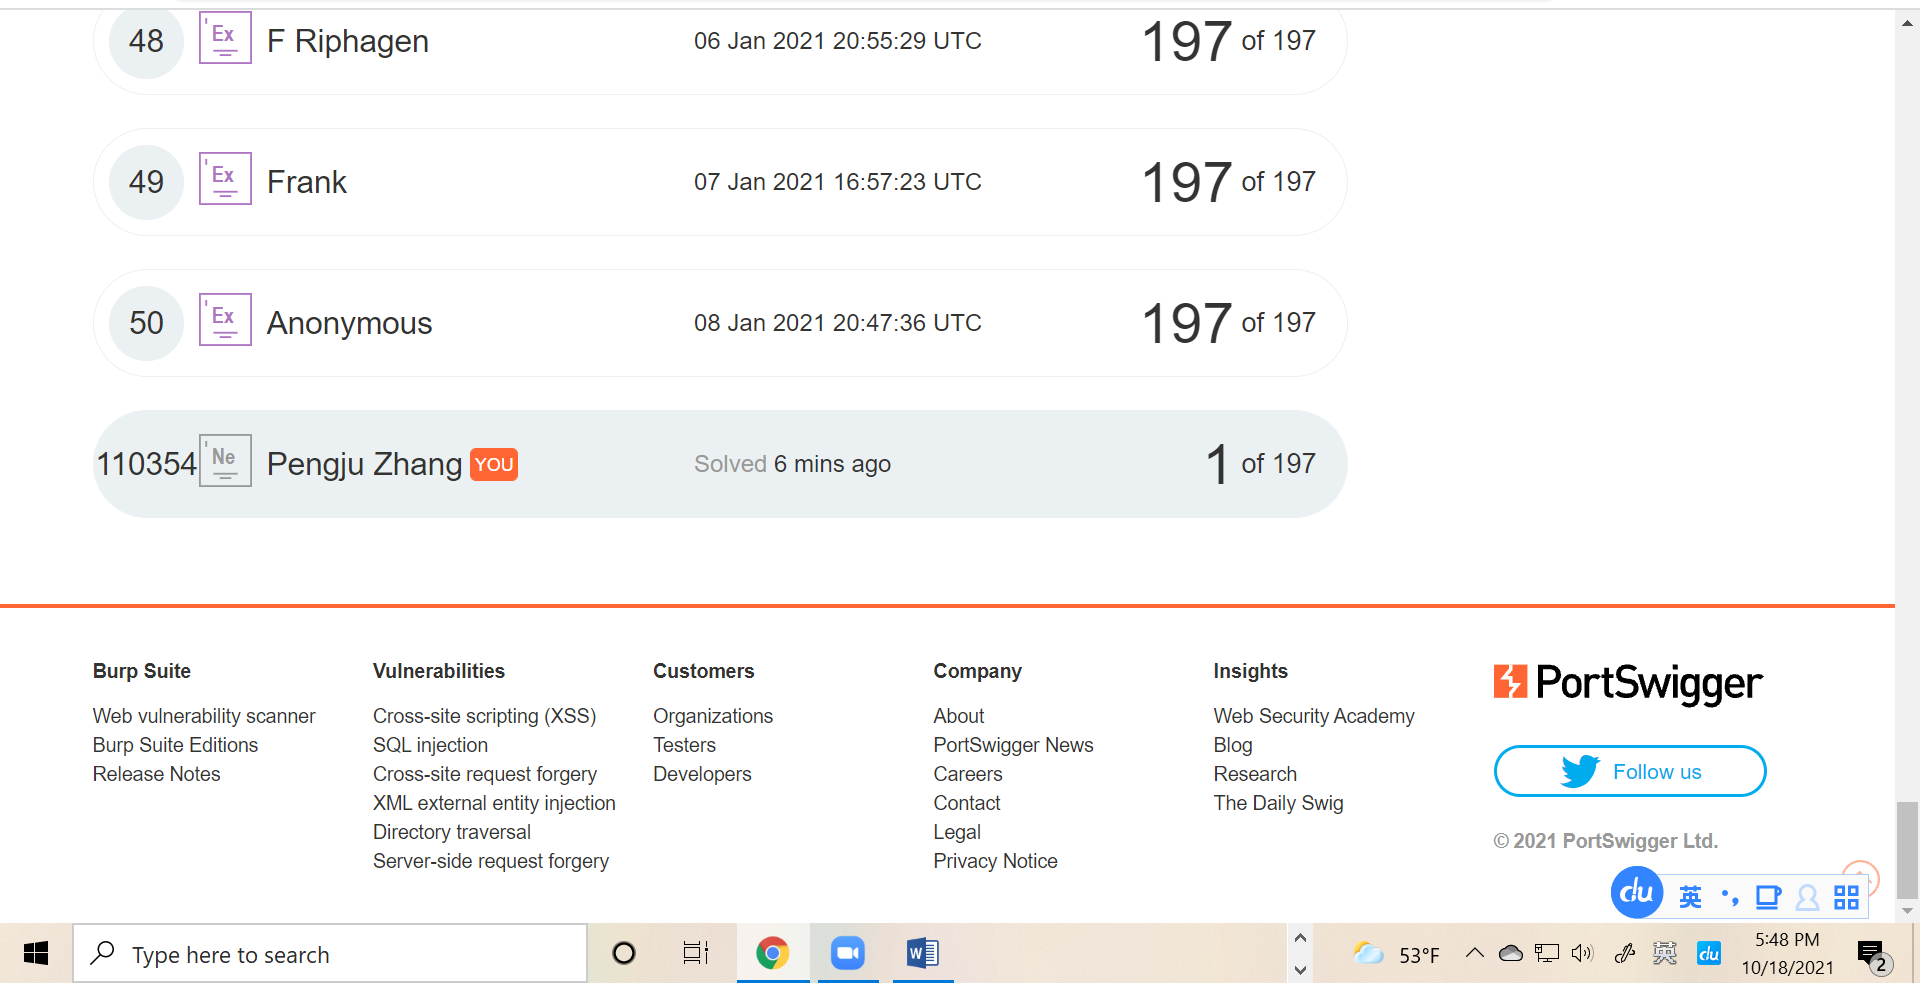 48 Ex F Riphagen 06 Jan 2021 20:55:29 UTC 197 of 197
49 Ex Frank 07 Jan 2021 16:57:23 UTC 197 of 197
50 Ex Anonymous 08 Jan 2021 20:47:36 UTC 197 of 197
110354 Ne Pengju Zhang YOU Solved 6 mins ago 1 of 197
Burp Suite
Web vulnerability scanner
Burp Suite Editions
Release Notes
Vulnerabilities
Cross-site scripting (XSS)
SQL injection
Cross-site request forgery
XML external entity injection
Directory traversal
Server-side request forgery
Customers
Organizations
Testers
Developers
Company
About
PortSwigger News
Careers
Contact
Legal
Privacy Notice
Insights
Web Security Academy
Blog
Research
The Daily Swig
PortSwigger
Follow us
© 2021 PortSwigger Ltd.
du 英
Type here to search
W
53°F
英 du
5:48 PM
10/18/2021
2